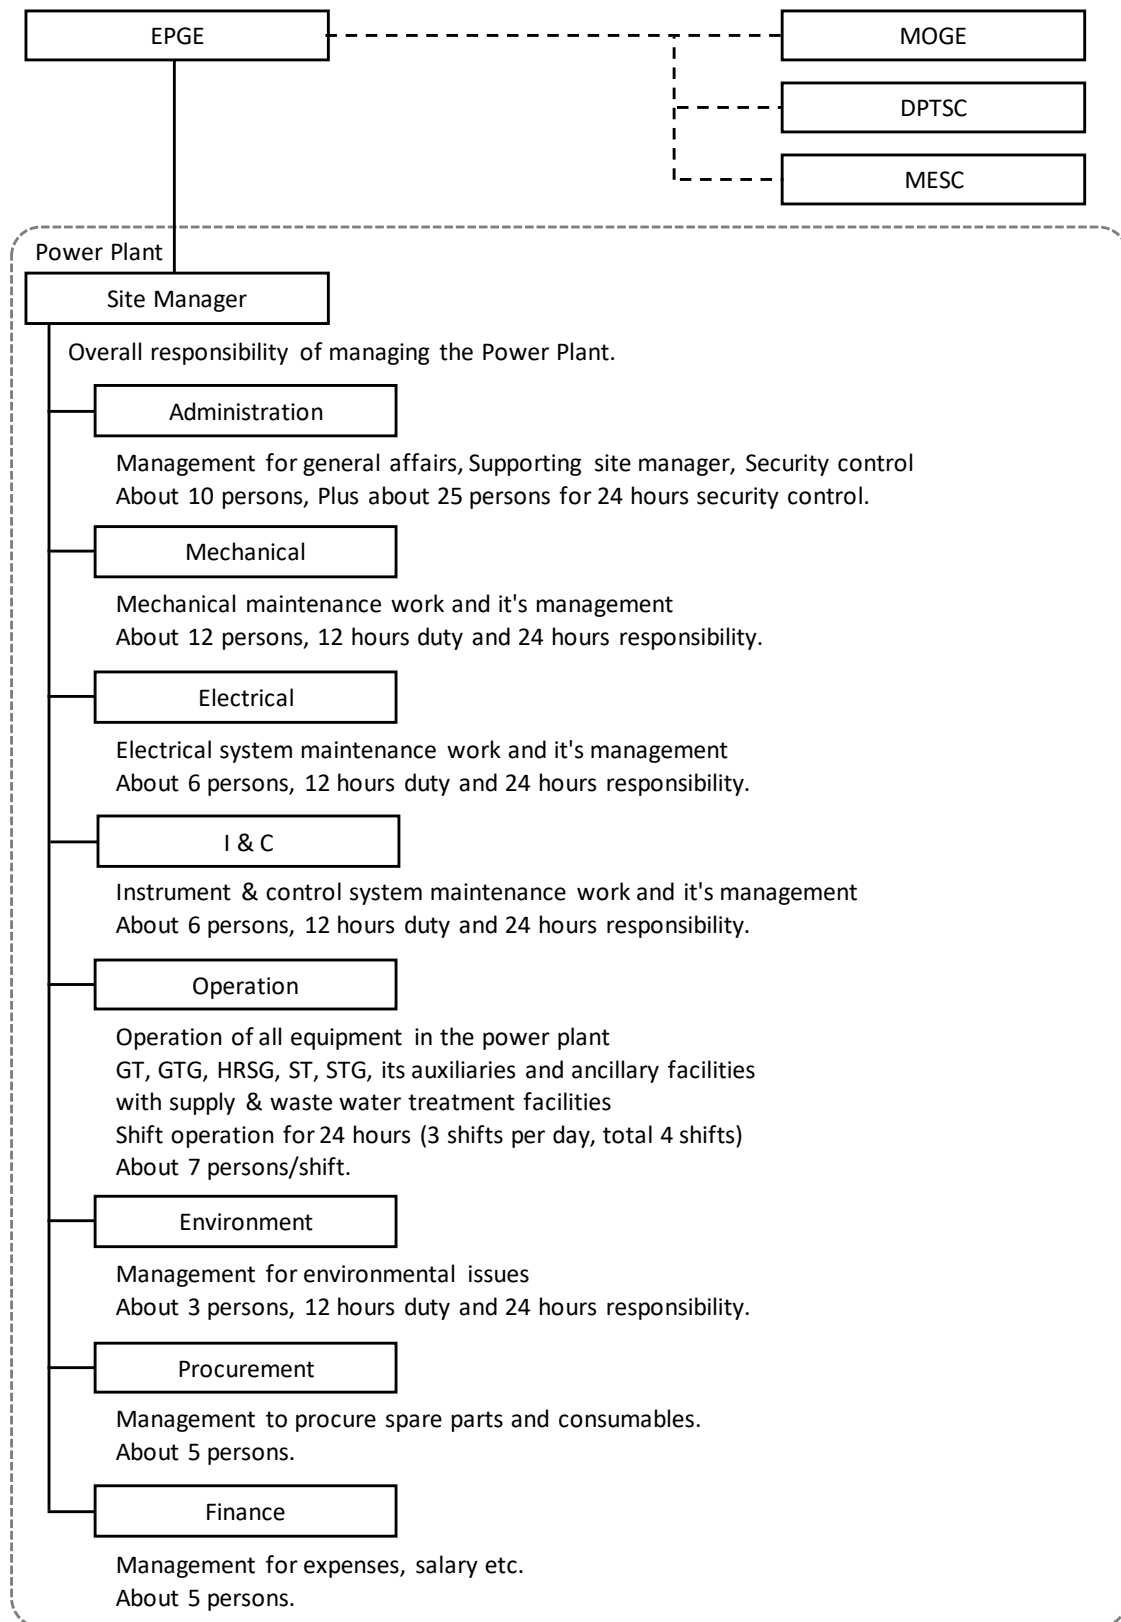 EPGE
MOGE
DPTSC
MESC
Power Plant
Site Manager
Overall responsibility of managing the Power Plant.
Administration
Management for general affairs, Supporting site manager, Security control
About 10 persons, Plus about 25 persons for 24 hours security control.
Mechanical
Mechanical maintenance work and it's management
About 12 persons, 12 hours duty and 24 hours responsibility.
Electrical
Electrical system maintenance work and it's management
About 6 persons, 12 hours duty and 24 hours responsibility.
I & C
Instrument & control system maintenance work and it's management
About 6 persons, 12 hours duty and 24 hours responsibility.
Operation
Operation of all equipment in the power plant
GT, GTG, HRSG, ST, STG, its auxiliaries and ancillary facilities
with supply & waste water treatment facilities
Shift operation for 24 hours (3 shifts per day, total 4 shifts)
About 7 persons/shift.
Environment
Management for environmental issues
About 3 persons, 12 hours duty and 24 hours responsibility.
Procurement
Management to procure spare parts and consumables.
About 5 persons.
Finance
Management for expenses, salary etc.
About 5 persons.